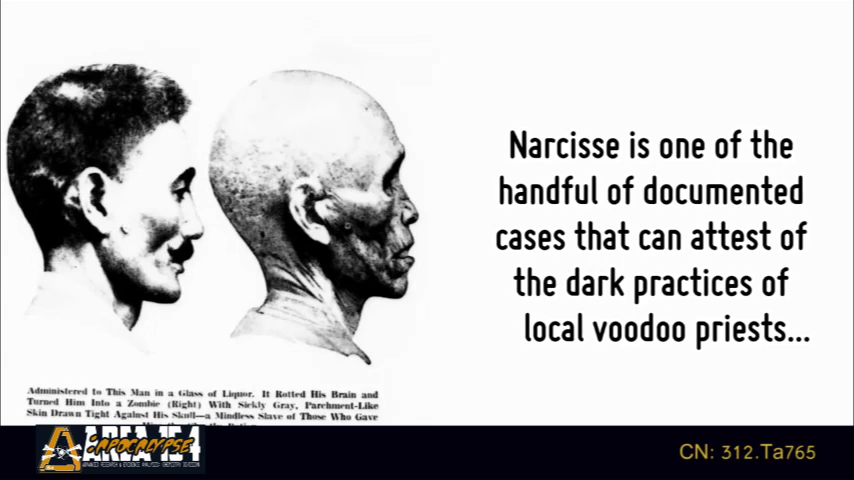 Narcisse is one of the
handful of documented
cases that can attest of
the dark practices of
local voodoo priests...
Administered to This Man in a Glass of Liquor. It Rotted His Brain and
Turned Him Into a Zombie (Right) With Sickly Gray, Parchment-Like
Skin Drawn Tight Against His Skull—a Mindless Slave of Those Who Gave
AREA 154
:APOCALYPSE
CN: 312.Ta765